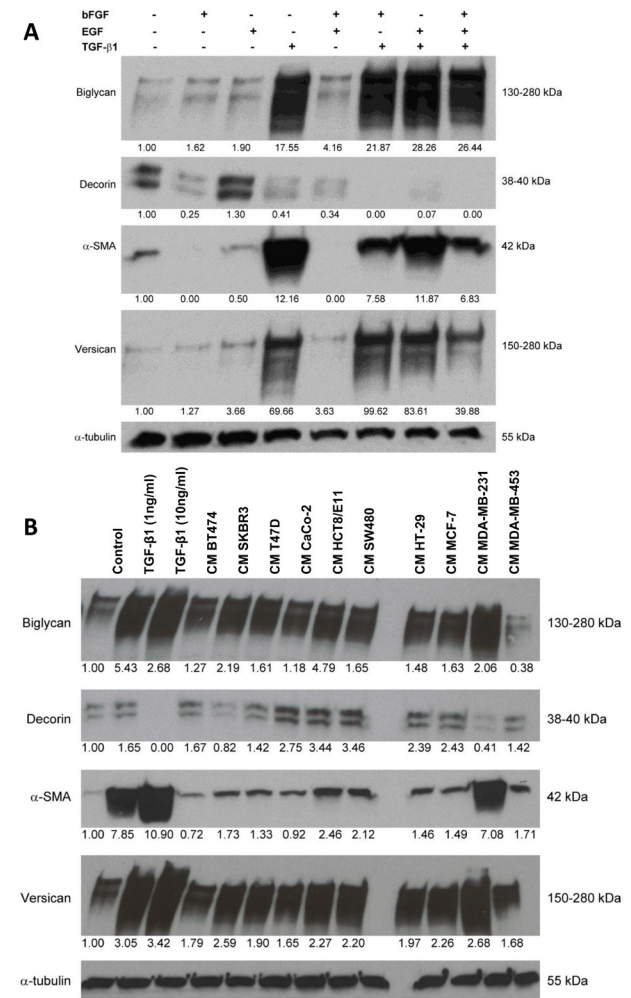 A
bFGF - + - - + + - +
EGF - - + - + - + +
TGF-β1 - - - + - + + +
Biglycan 130-280 kDa
1.00 1.62 1.90 17.55 4.16 21.87 28.26 26.44
Decorin 38-40 kDa
1.00 0.25 1.30 0.41 0.34 0.00 0.07 0.00
α-SMA 42 kDa
1.00 0.00 0.50 12.16 0.00 7.58 11.87 6.83
Versican 150-280 kDa
1.00 1.27 3.66 69.66 3.63 99.62 83.61 39.88
α-tubulin 55 kDa
B
Control
TGF-β1 (1ng/ml)
TGF-β1 (10ng/ml)
CM BT474
CM SKBR3
CM T47D
CM CaCo-2
CM HCT8/E11
CM SW480
CM HT-29
CM MCF-7
CM MDA-MB-231
CM MDA-MB-453
Biglycan 130-280 kDa
1.00 5.43 2.68 1.27 2.19 1.61 1.18 4.79 1.65 1.48 1.63 2.06 0.38
Decorin 38-40 kDa
1.00 1.65 0.00 1.67 0.82 1.42 2.75 3.44 3.46 2.39 2.43 0.41 1.42
α-SMA 42 kDa
1.00 7.85 10.90 0.72 1.73 1.33 0.92 2.46 2.12 1.46 1.49 7.08 1.71
Versican 150-280 kDa
1.00 3.05 3.42 1.79 2.59 1.90 1.65 2.27 2.20 1.97 2.26 2.68 1.68
α-tubulin 55 kDa